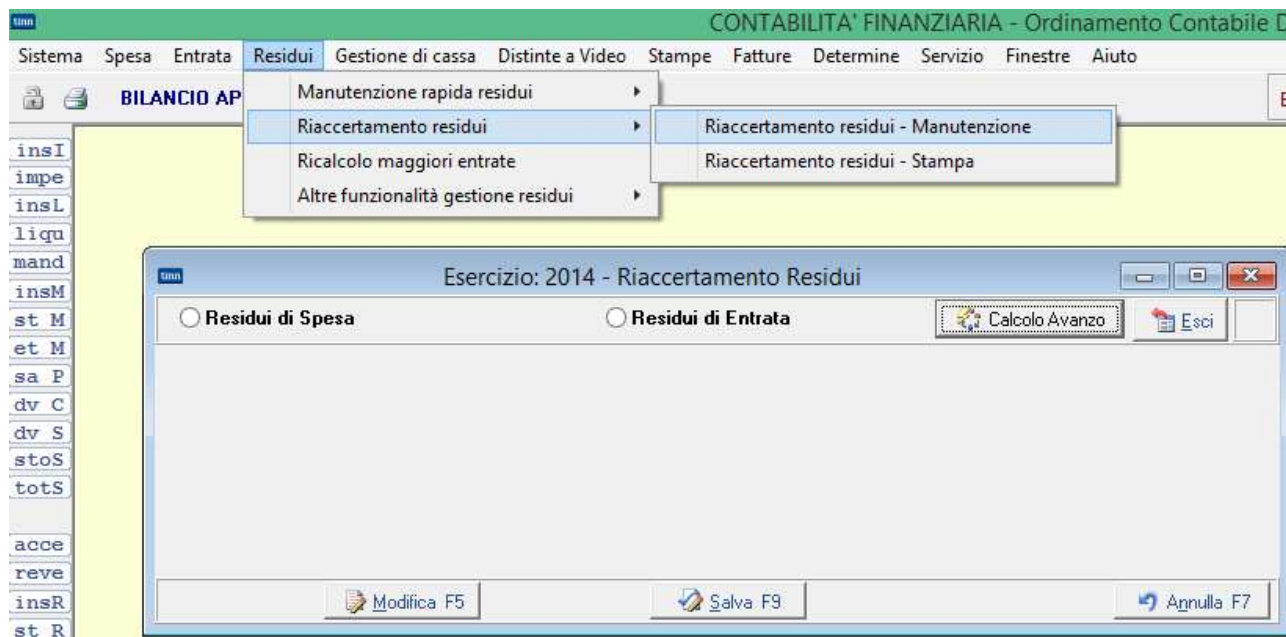 tinn
CONTABILITA' FINANZIARIA - Ordinamento Contabile D
Sistema Spesa Entrata Residui Gestione di cassa Distinte a Video Stampe Fatture Determine Servizio Finestre Aiuto
BILANCIO AP
Manutenzione rapida residui
Riaccertamento residui
Ricalcolo maggiori entrate
Altre funzionalità gestione residui
Riaccertamento residui - Manutenzione
Riaccertamento residui - Stampa
insI
impe
insL
liqu
mand
insM
st M
et M
sa P
dv C
dv S
stoS
totS
acce
reve
insR
st R
tinn
Esercizio: 2014 - Riaccertamento Residui
Residui di Spesa Residui di Entrata Calcolo Avanzo Esci
Modifica F5 Salva F9 Annulla F7